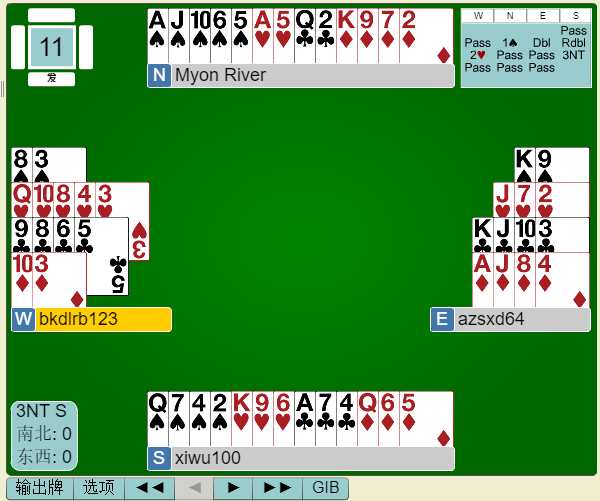 11
发
A J 10 6 5 A 5 Q 2 K 9 7 2
N Myon River
W N E S
Pass
Pass 1♠ Dbl Rdbl
2♥ Pass Pass 3NT
Pass Pass Pass
8 3
Q 10 8 4 3
9 8 6 5
10 3
3
5
W bkdlrb123
K 9
J 7 2
K J 10 3
A J 8 4
E azsxd64
3NT S
南北: 0
东西: 0
Q 7 4 2 K 9 6 A 7 4 Q 6 5
S xiwu100
输出牌 选项 GIB